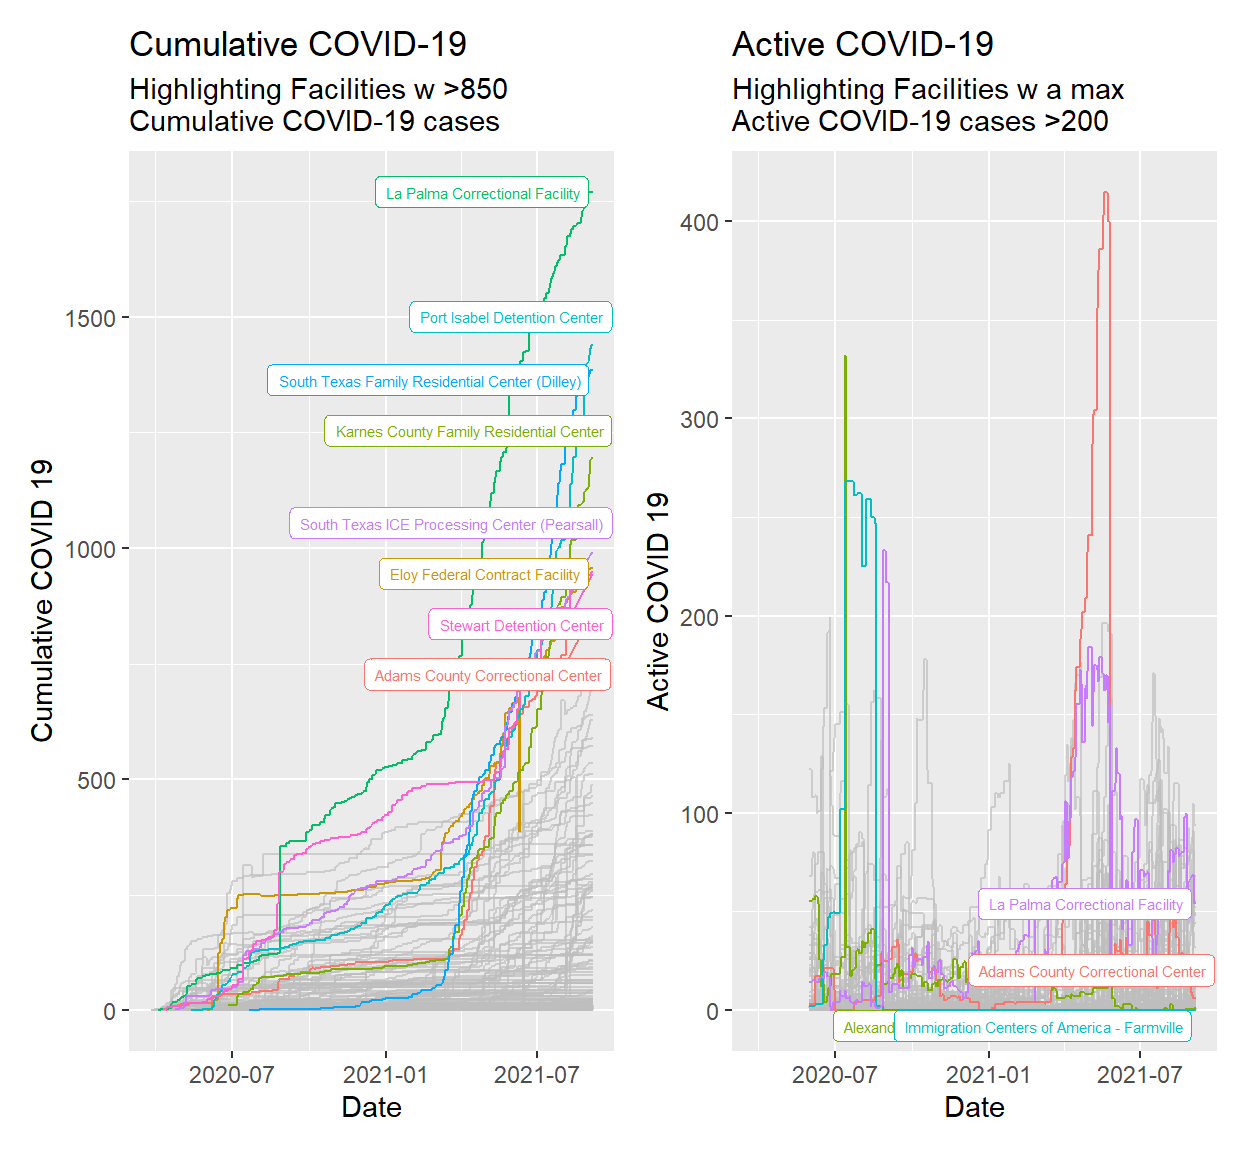 Cumulative COVID-19
Highlighting Facilities w >850
Cumulative COVID-19 cases
La Palma Correctional Facility
Port Isabel Detention Center
South Texas Family Residential Center (Dilley)
Karnes County Family Residential Center
South Texas ICE Processing Center (Pearsall)
Eloy Federal Contract Facility
Stewart Detention Center
Adams County Correctional Center
1500
1000
500
0
Cumulative COVID 19
2020-07 2021-01 2021-07
Date
Active COVID-19
Highlighting Facilities w a max
Active COVID-19 cases >200
400
300
200
100
0
Active COVID 19
La Palma Correctional Facility
Adams County Correctional Center
Immigration Centers of America - Farmville
2020-07 2021-01 2021-07
Date